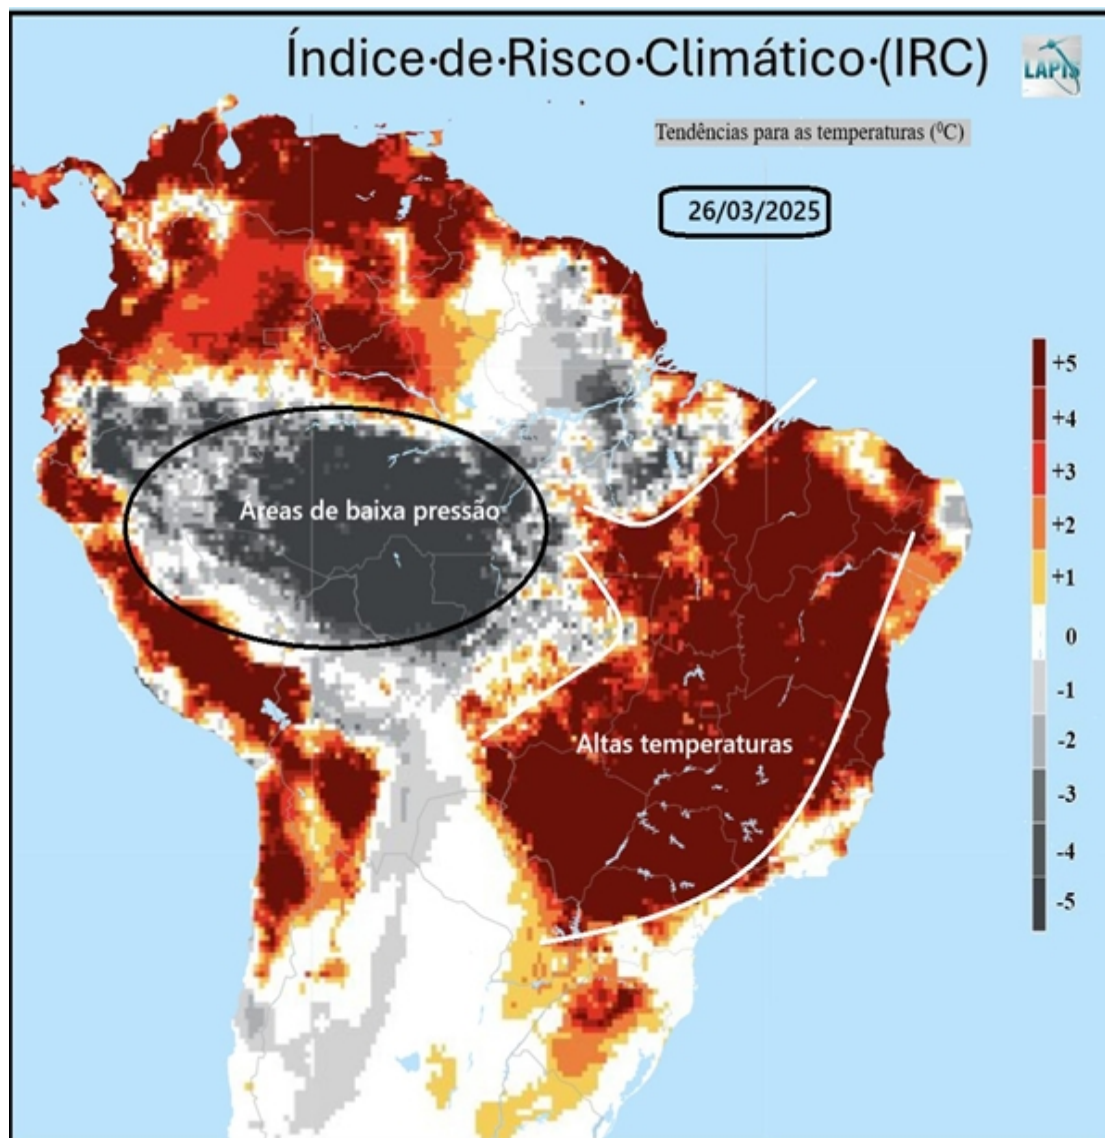 Índice·de·Risco·Climático·(IRC)
LAPIS
Tendências para as temperaturas (⁰C)
26/03/2025
+5
+4
+3
+2
+1
0
-1
-2
-3
-4
-5
Áreas de baixa pressão
Altas temperaturas